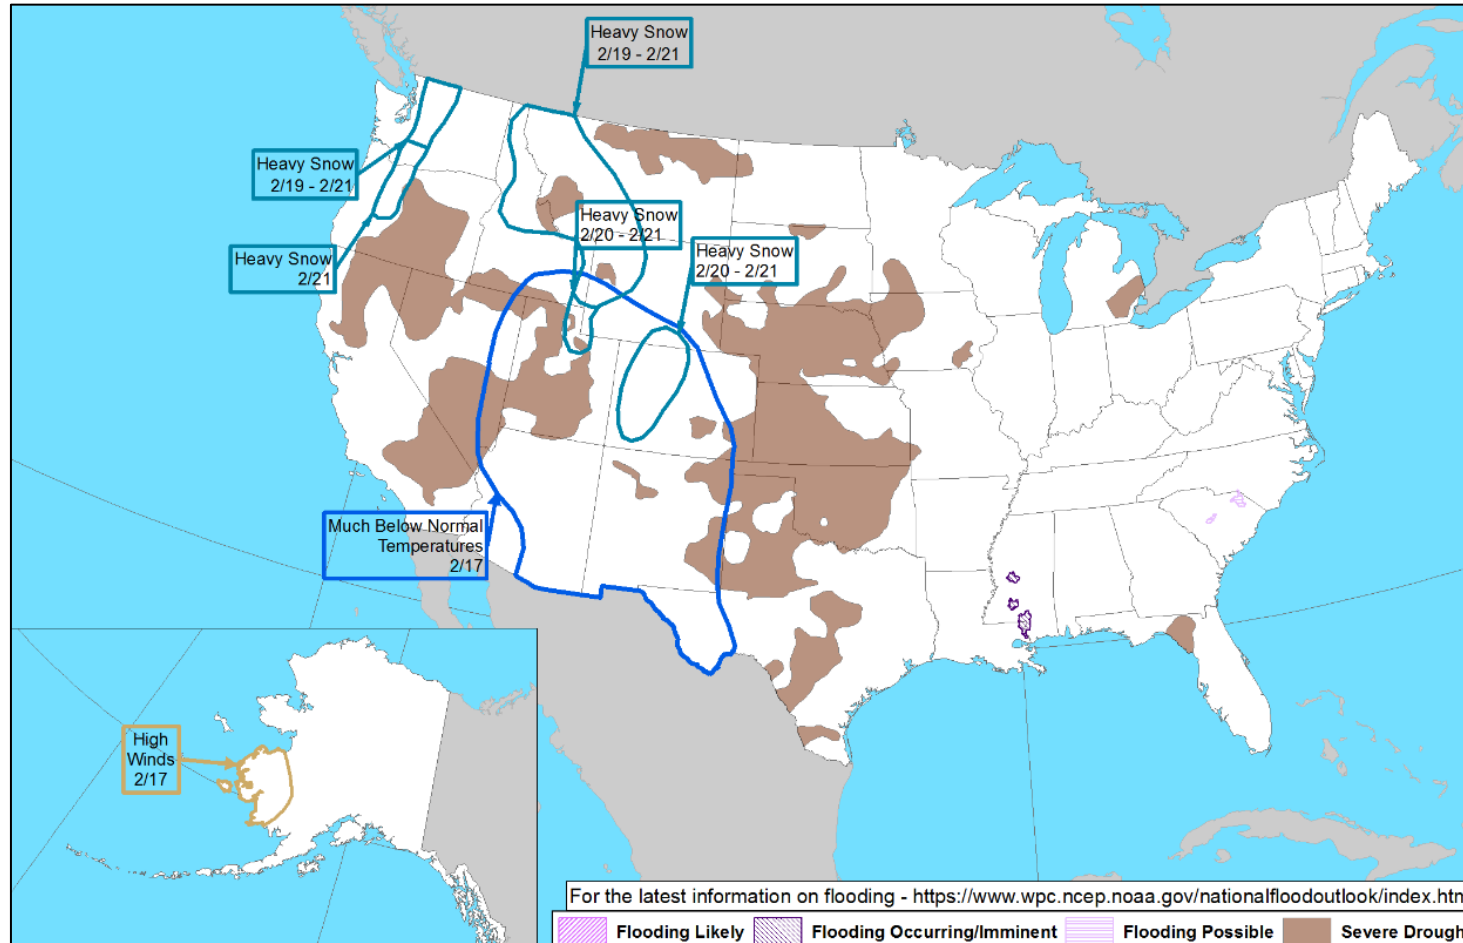 Heavy Snow
2/19 - 2/21
Heavy Snow
2/19 - 2/21
Heavy Snow
2/20 - 2/21
Heavy Snow
2/20 - 2/21
Heavy Snow
2/21
Much Below Normal
Temperatures
2/17
High
Winds
2/17
For the latest information on flooding - https://www.wpc.ncep.noaa.gov/nationalfloodoutlook/index.htm
Flooding Likely
Flooding Occurring/Imminent
Flooding Possible
Severe Drough